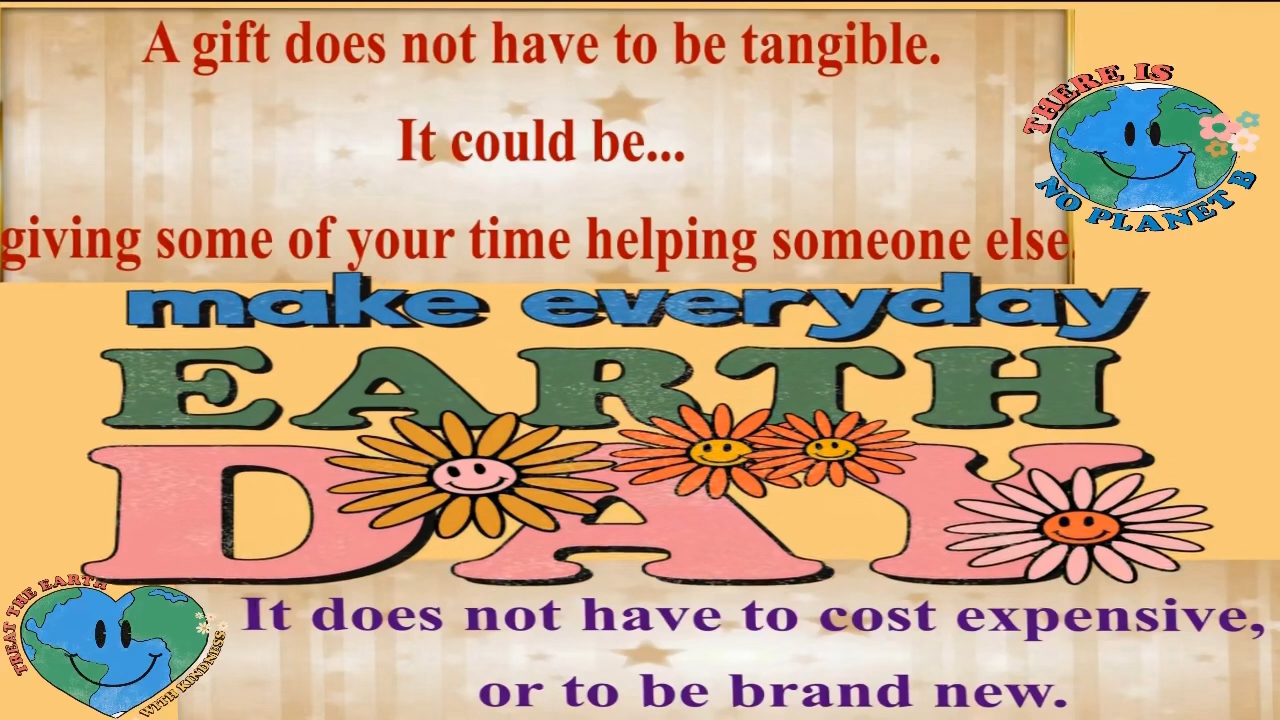 A gift does not have to be tangible.
It could be...
giving some of your time helping someone else.
THERE IS
NO PLANET B
make everyday
EARTH
DAY
TREAT THE EARTH
WITH KINDNESS
It does not have to cost expensive,
or to be brand new.